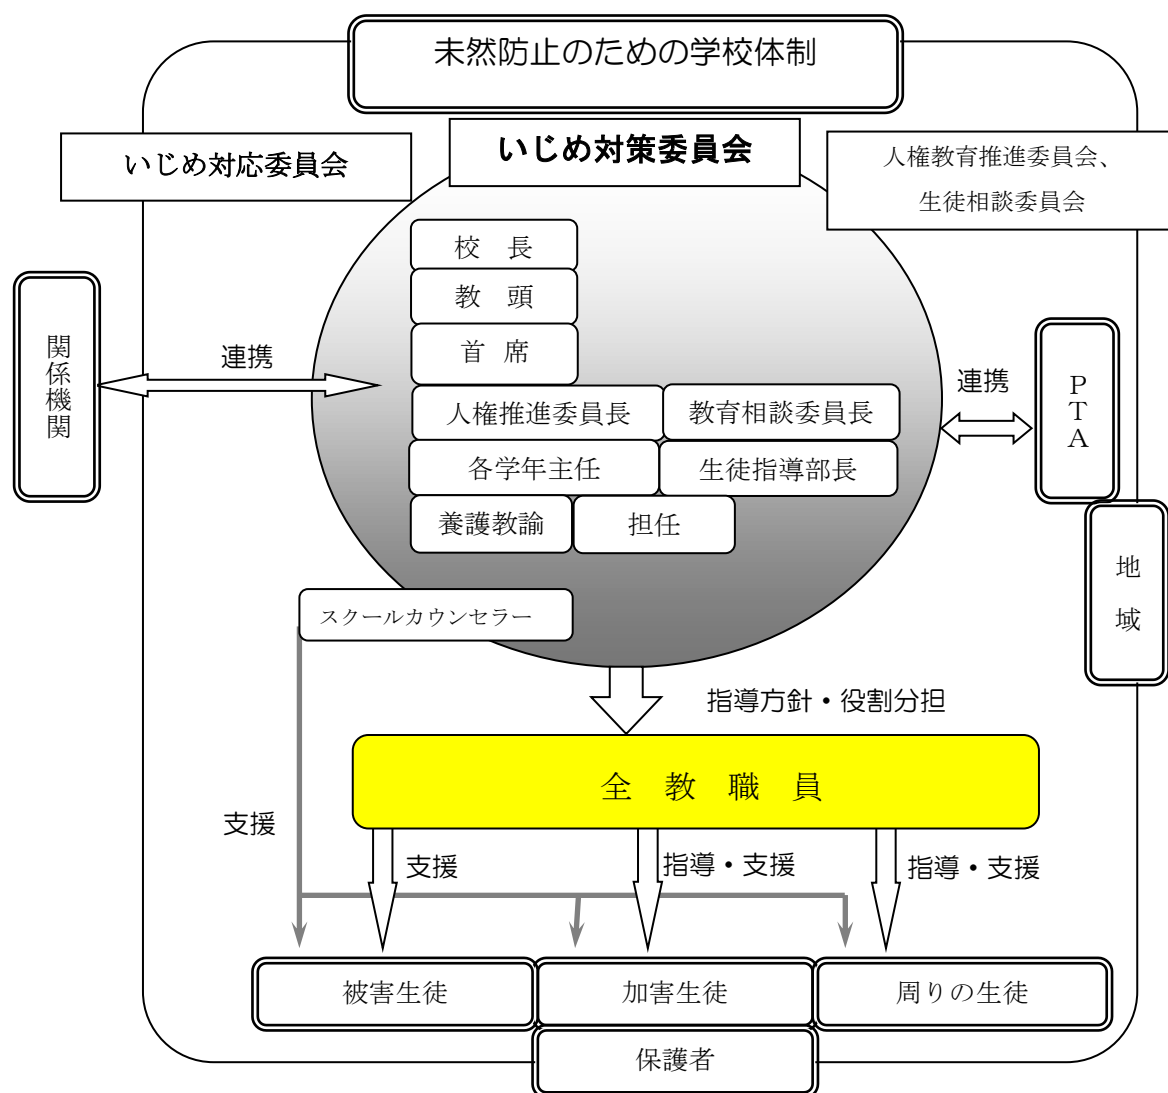 未然防止のための学校体制
いじめ対応委員会
いじめ対策委員会
人権教育推進委員会、
生徒相談委員会
校　長
教　頭
首 席
人権推進委員長
教育相談委員長
各学年主任
生徒指導部長
養護教諭
担任
スクールカウンセラー
関係機関
連携
連携
PTA
地域
指導方針・役割分担
全　教　職　員
支援
支援
指導・支援
指導・支援
被害生徒
加害生徒
周りの生徒
保護者